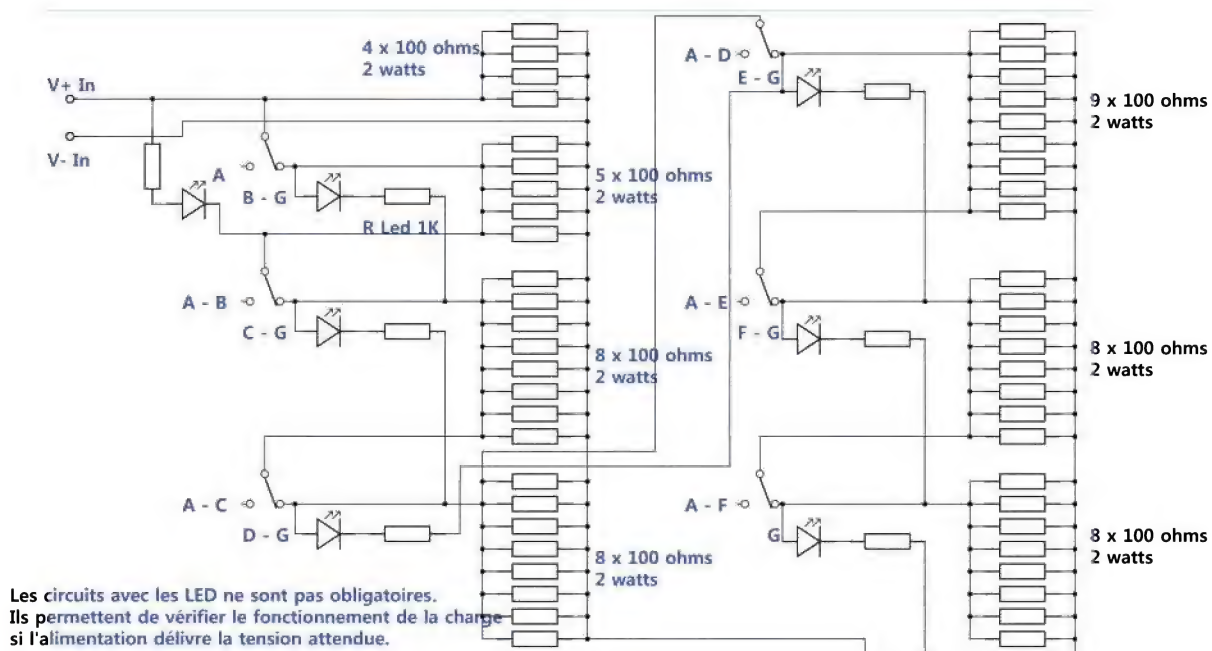 4 x 100 ohms
2 watts
V+ In
V- In
A
B - G
5 x 100 ohms
2 watts
R Led 1K
A - B
C - G
8 x 100 ohms
2 watts
A - C
D - G
8 x 100 ohms
2 watts
Les circuits avec les LED ne sont pas obligatoires.
Ils permettent de vérifier le fonctionnement de la charge
si l'alimentation délivre la tension attendue.
A - D
E - G
9 x 100 ohms
2 watts
A - E
F - G
8 x 100 ohms
2 watts
A - F
G
8 x 100 ohms
2 watts